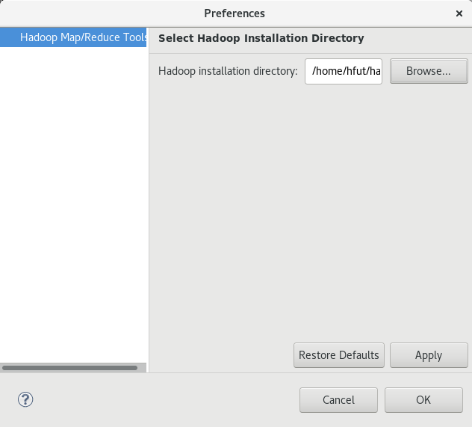 Preferences
×
Hadoop Map/Reduce Tools
Select Hadoop Installation Directory
Hadoop installation directory: /home/hfut/ha Browse...
Restore Defaults Apply
? Cancel OK